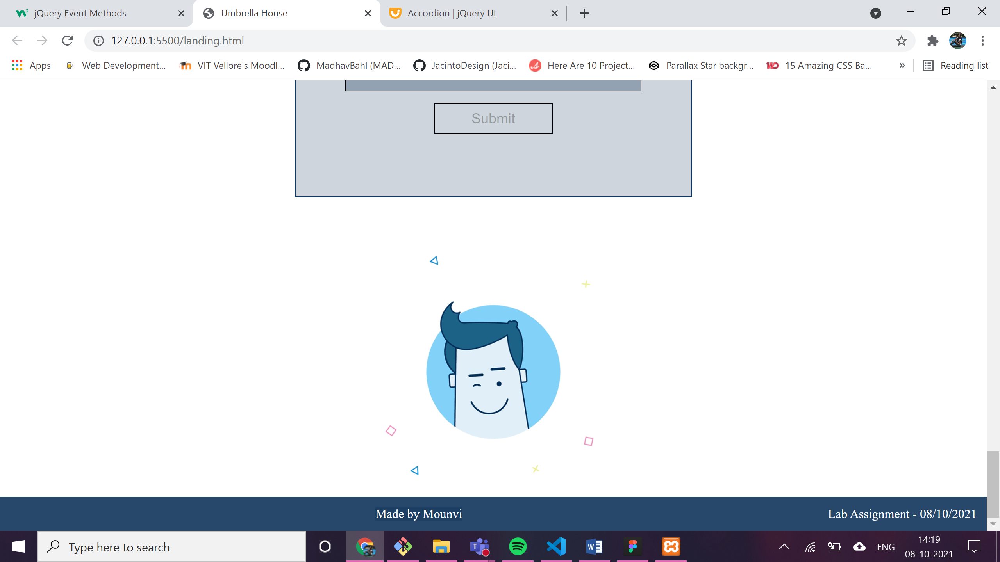 jQuery Event Methods
Umbrella House
Accordion | jQuery UI
127.0.0.1:5500/landing.html
Apps
Web Development...
VIT Vellore's Moodl...
MadhavBahl (MAD...
JacintoDesign (Jaci...
Here Are 10 Project...
Parallax Star backgr...
15 Amazing CSS Ba...
»
Reading list
Submit
Made by Mounvi
Lab Assignment - 08/10/2021
Type here to search
ENG
14:19
08-10-2021